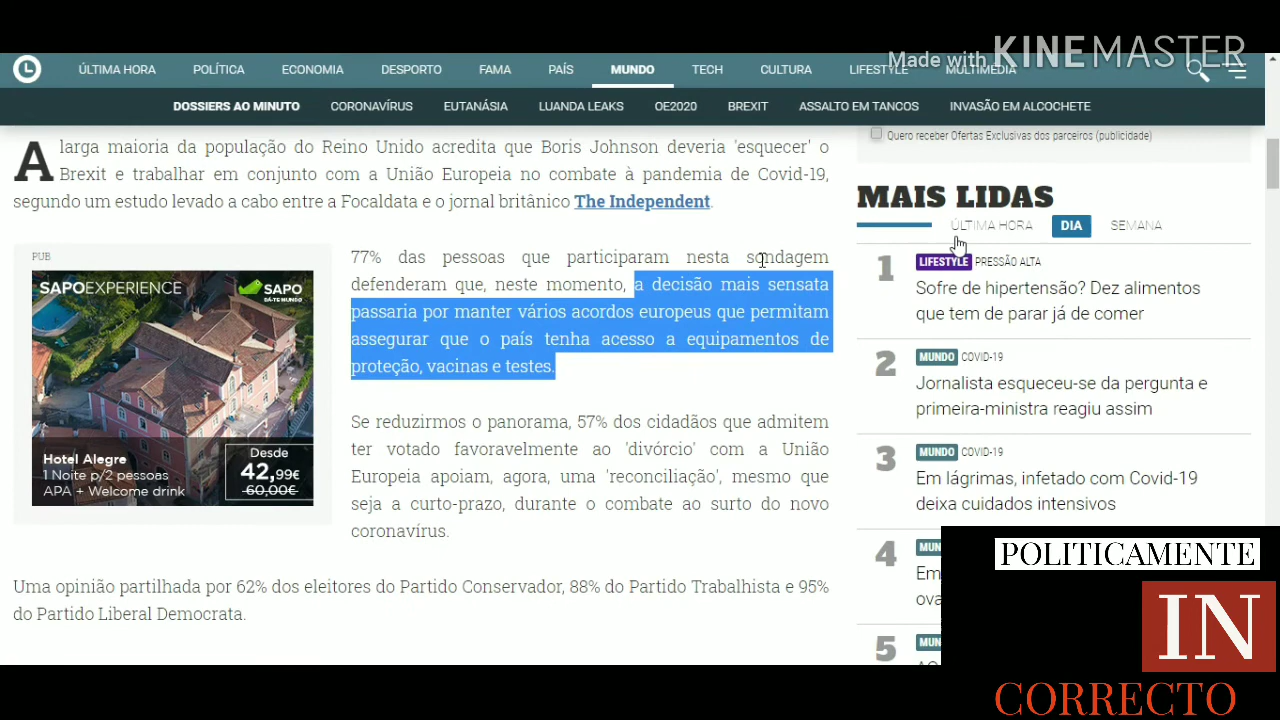 Made with KINEMASTER
ÚLTIMA HORA POLÍTICA ECONOMIA DESPORTO FAMA PAÍS MUNDO TECH CULTURA LIFESTYLE MULTIMÉDIA
DOSSIERS AO MINUTO CORONAVÍRUS EUTANÁSIA LUANDA LEAKS OE2020 BREXIT ASSALTO EM TANCOS INVASÃO EM ALCOCHETE
A larga maioria da população do Reino Unido acredita que Boris Johnson deveria 'esquecer' o
Brexit e trabalhar em conjunto com a União Europeia no combate à pandemia de Covid-19,
segundo um estudo levado a cabo entre a Focaldata e o jornal britânico The Independent.
PUB
SAPOEXPERIENCE
SAPO
DÁ-TE MUNDO
Hotel Alegre
1 Noite p/2 pessoas
APA + Welcome drink
Desde
42,99€
60,00€
77% das pessoas que participaram nesta sondagem
defenderam que, neste momento, a decisão mais sensata
passaria por manter vários acordos europeus que permitam
assegurar que o país tenha acesso a equipamentos de
proteção, vacinas e testes.
Se reduzirmos o panorama, 57% dos cidadãos que admitem
ter votado favoravelmente ao 'divórcio' com a União
Europeia apoiam, agora, uma 'reconciliação', mesmo que
seja a curto-prazo, durante o combate ao surto do novo
coronavírus.
Uma opinião partilhada por 62% dos eleitores do Partido Conservador, 88% do Partido Trabalhista e 95%
do Partido Liberal Democrata.
Quero receber Ofertas Exclusivas dos parceiros (publicidade)
MAIS LIDAS
ÚLTIMA HORA DIA SEMANA
1 LIFESTYLE PRESSÃO ALTA
Sofre de hipertensão? Dez alimentos
que tem de parar já de comer
2 MUNDO COVID-19
Jornalista esqueceu-se da pergunta e
primeira-ministra reagiu assim
3 MUNDO COVID-19
Em lágrimas, infetado com Covid-19
deixa cuidados intensivos
4 MUN
Em
ova
5 MUN
POLITICAMENTE
IN
CORRECTO